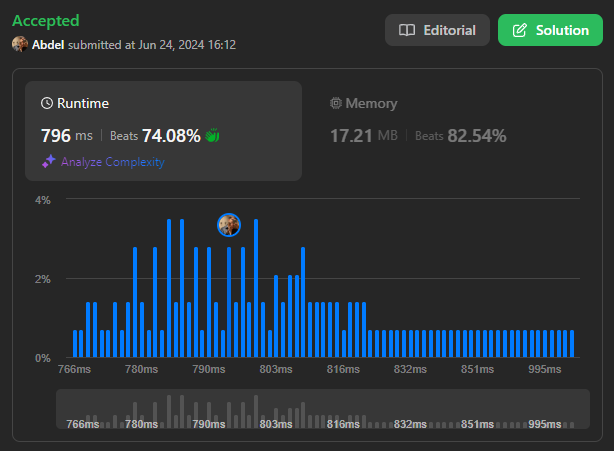 Accepted
Abdel submitted at Jun 24, 2024 16:12
Editorial
Solution
Runtime
796 ms | Beats 74.08%
Analyze Complexity
Memory
17.21 MB | Beats 82.54%
4%
2%
0%
766ms 780ms 790ms 803ms 816ms 832ms 851ms 995ms
766ms 780ms 790ms 803ms 816ms 832ms 851ms 995ms